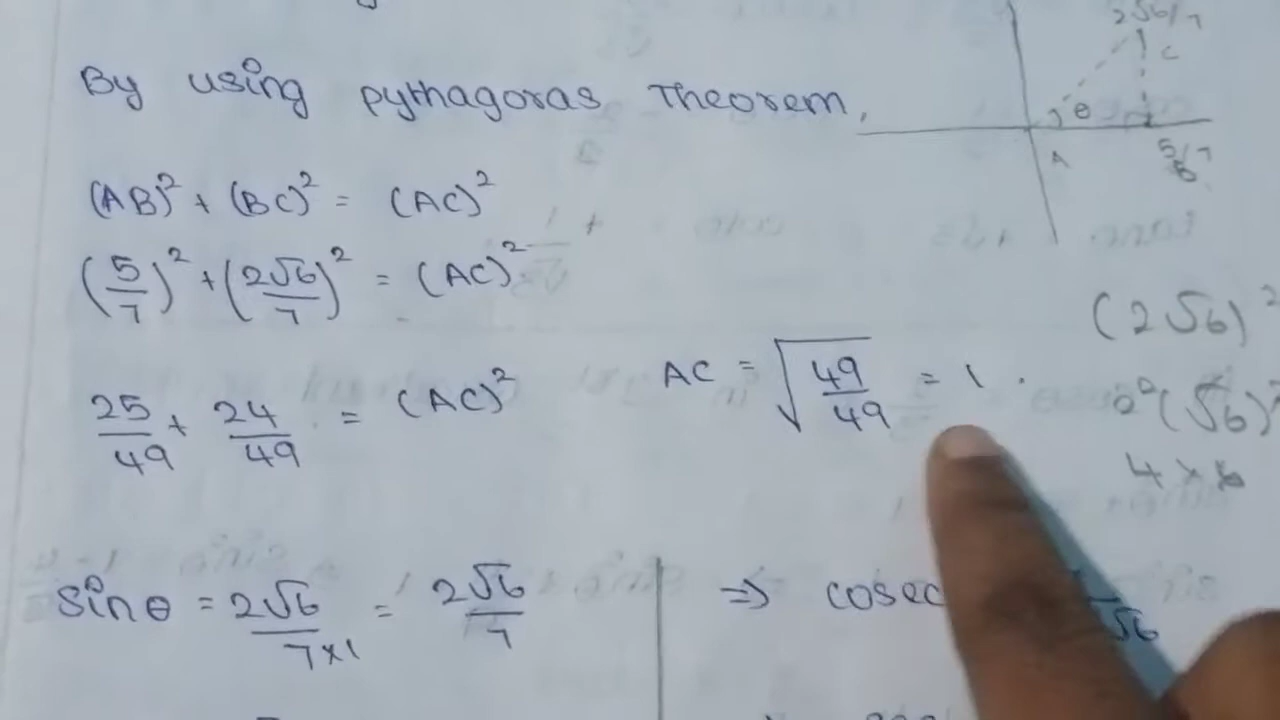 By using pythagoras Theorem,
2√6/7
C
θ
A
5/7
B
(AB)² + (BC)² = (AC)²
(5/7)² + (2√6/7)² = (AC)²
(2√6)²
25/49 + 24/49 = (AC)²
AC = √(49/49) = 1.
2²(√6)²
4×6
sinθ = 2√6/7×1 = 2√6/7
⇒ cosec
√6